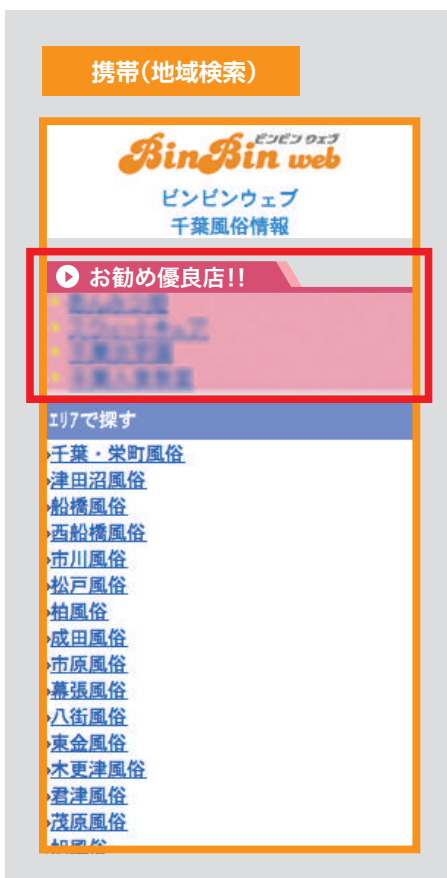 携帯(地域検索)
ビンビン ウェブ
BinBin web
ビンビンウェブ
千葉風俗情報
お勧め優良店!!
エリアで探す
›千葉・栄町風俗
›津田沼風俗
›船橋風俗
›西船橋風俗
›市川風俗
›松戸風俗
›柏風俗
›成田風俗
›市原風俗
›幕張風俗
›八街風俗
›東金風俗
›木更津風俗
›君津風俗
›茂原風俗